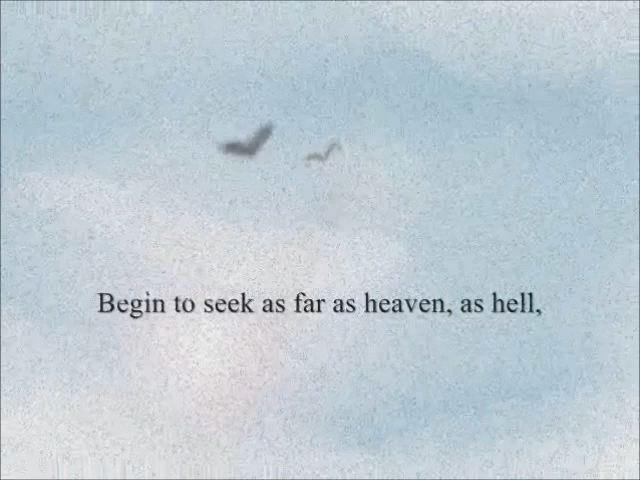 Begin to seek as far as heaven, as hell,